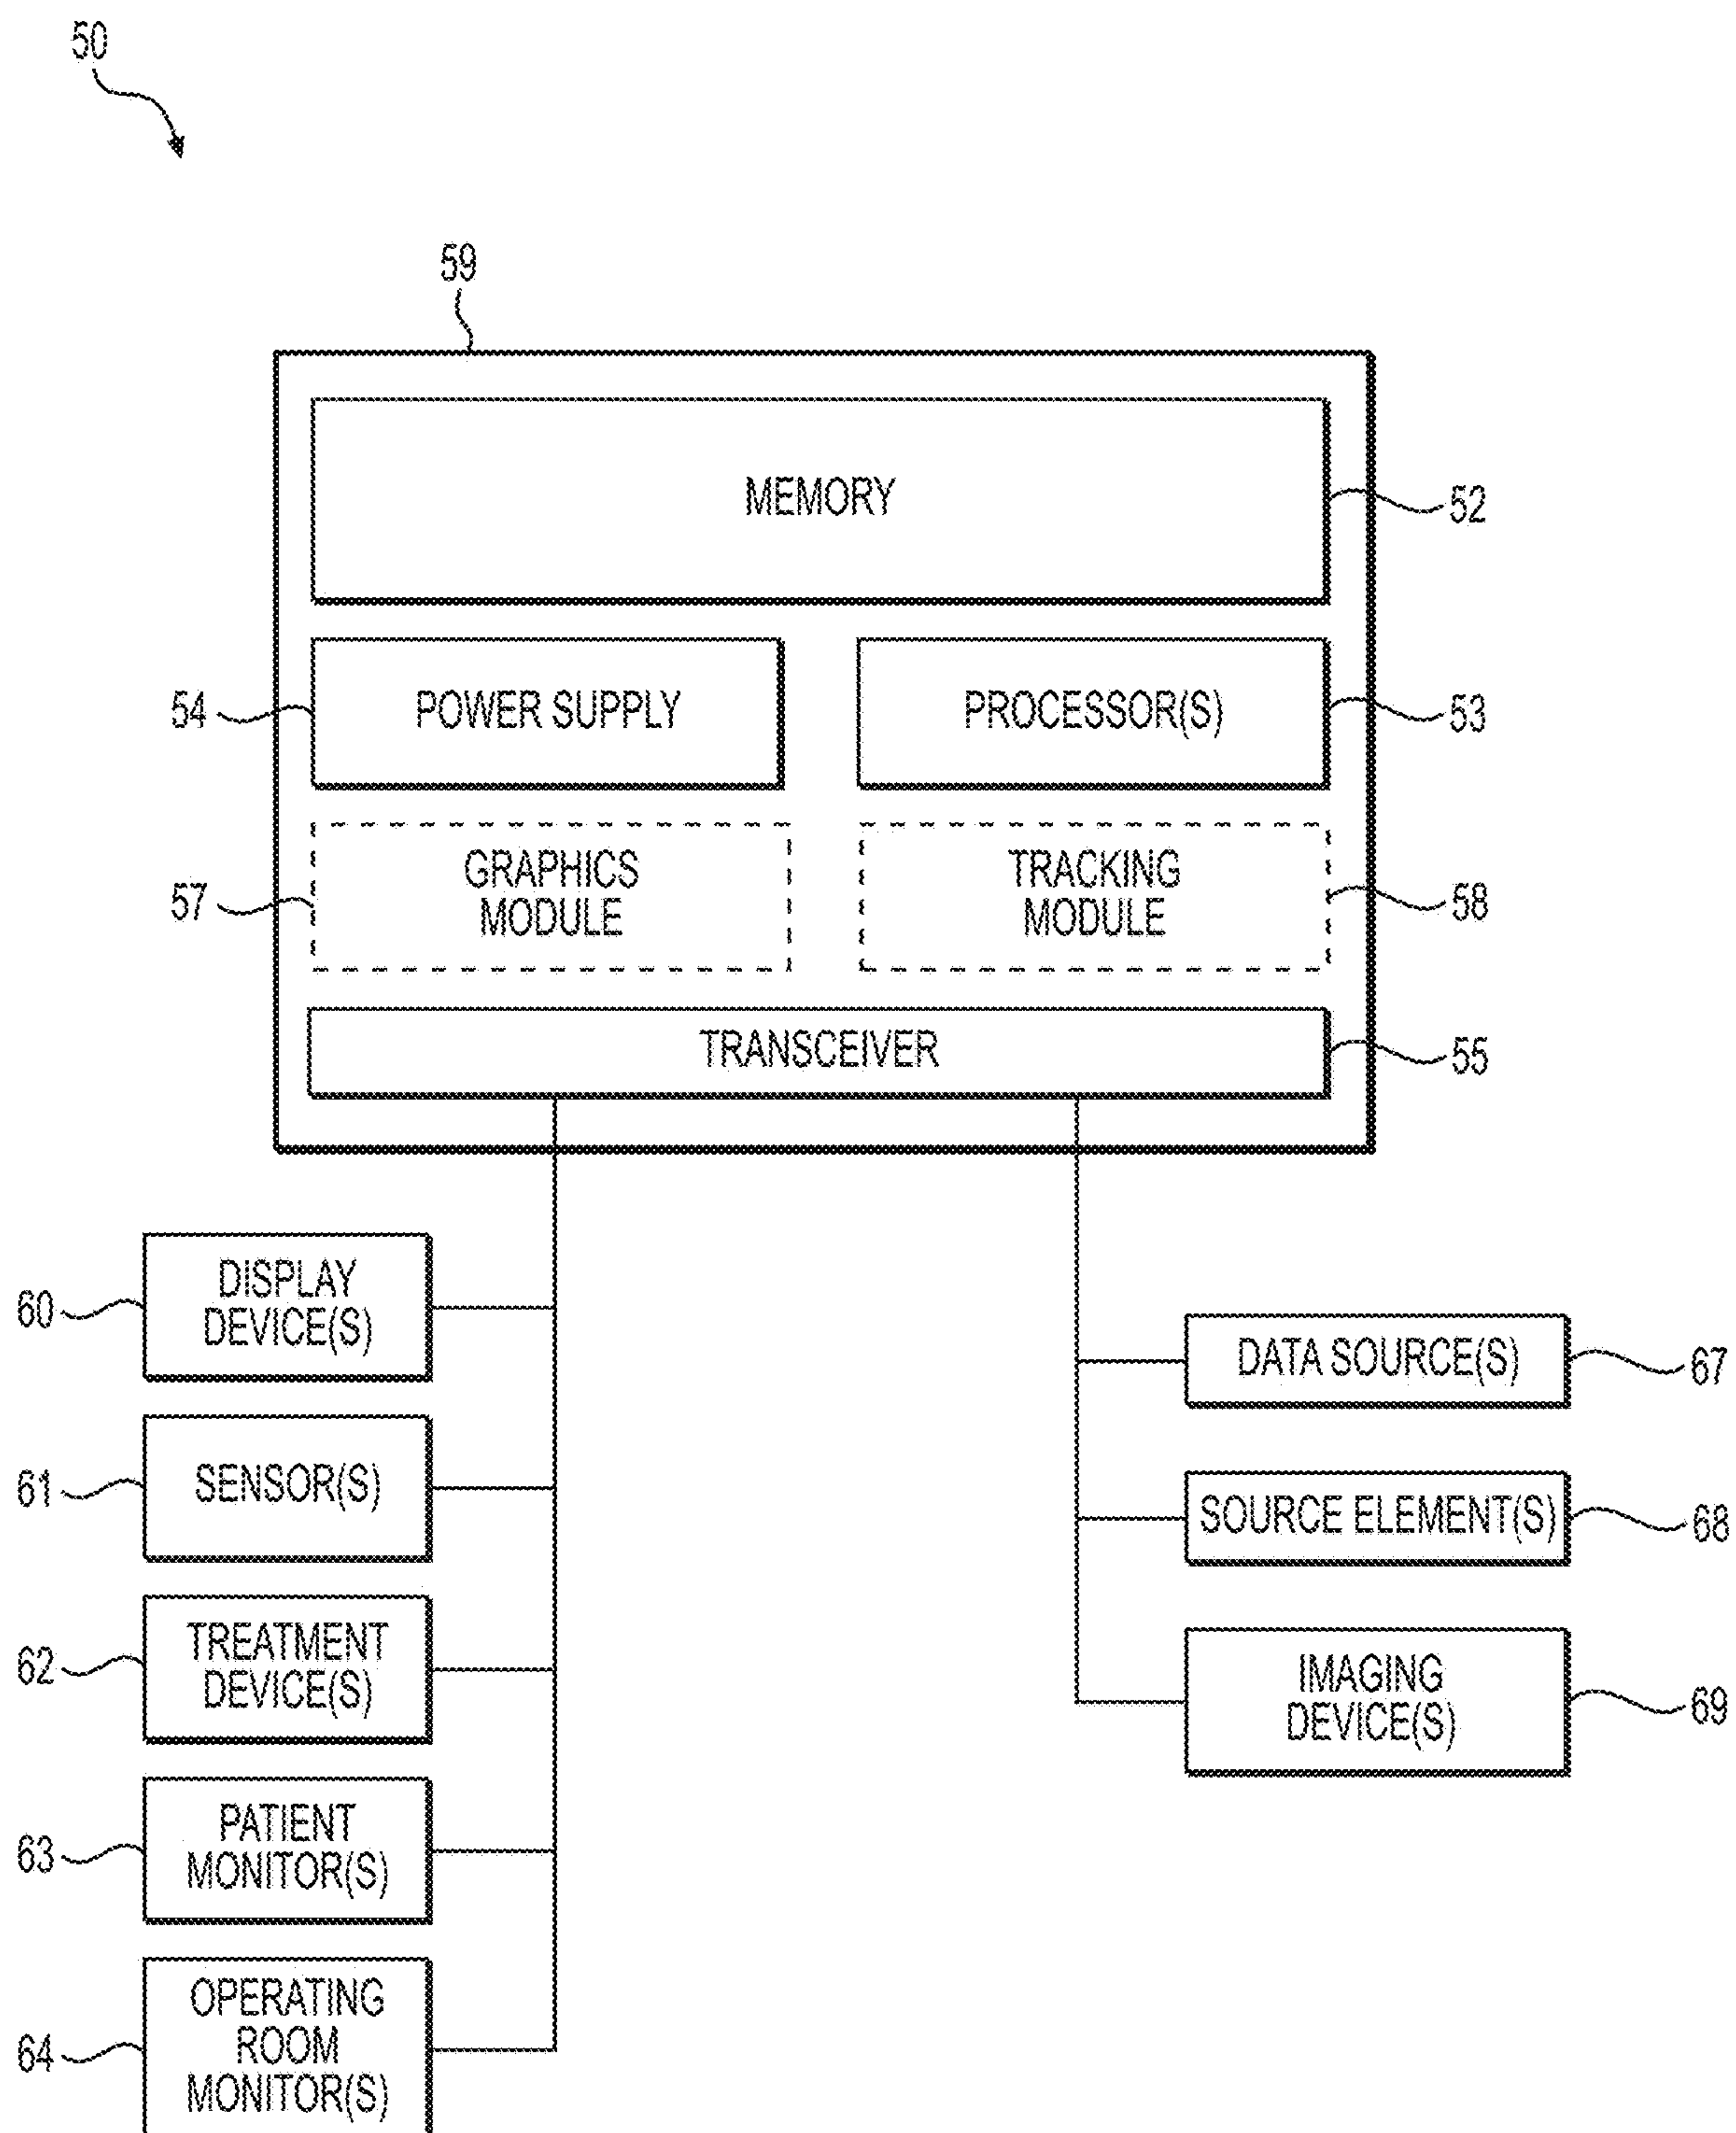 50
59
MEMORY
52
POWER SUPPLY
54
PROCESSOR(S)
53
GRAPHICS
MODULE
57
TRACKING
MODULE
58
TRANSCEIVER
55
DISPLAY
DEVICE(S)
60
SENSOR(S)
61
TREATMENT
DEVICE(S)
62
PATIENT
MONITOR(S)
63
OPERATING
ROOM
MONITOR(S)
64
DATA SOURCE(S)
67
SOURCE ELEMENT(S)
68
IMAGING
DEVICE(S)
69